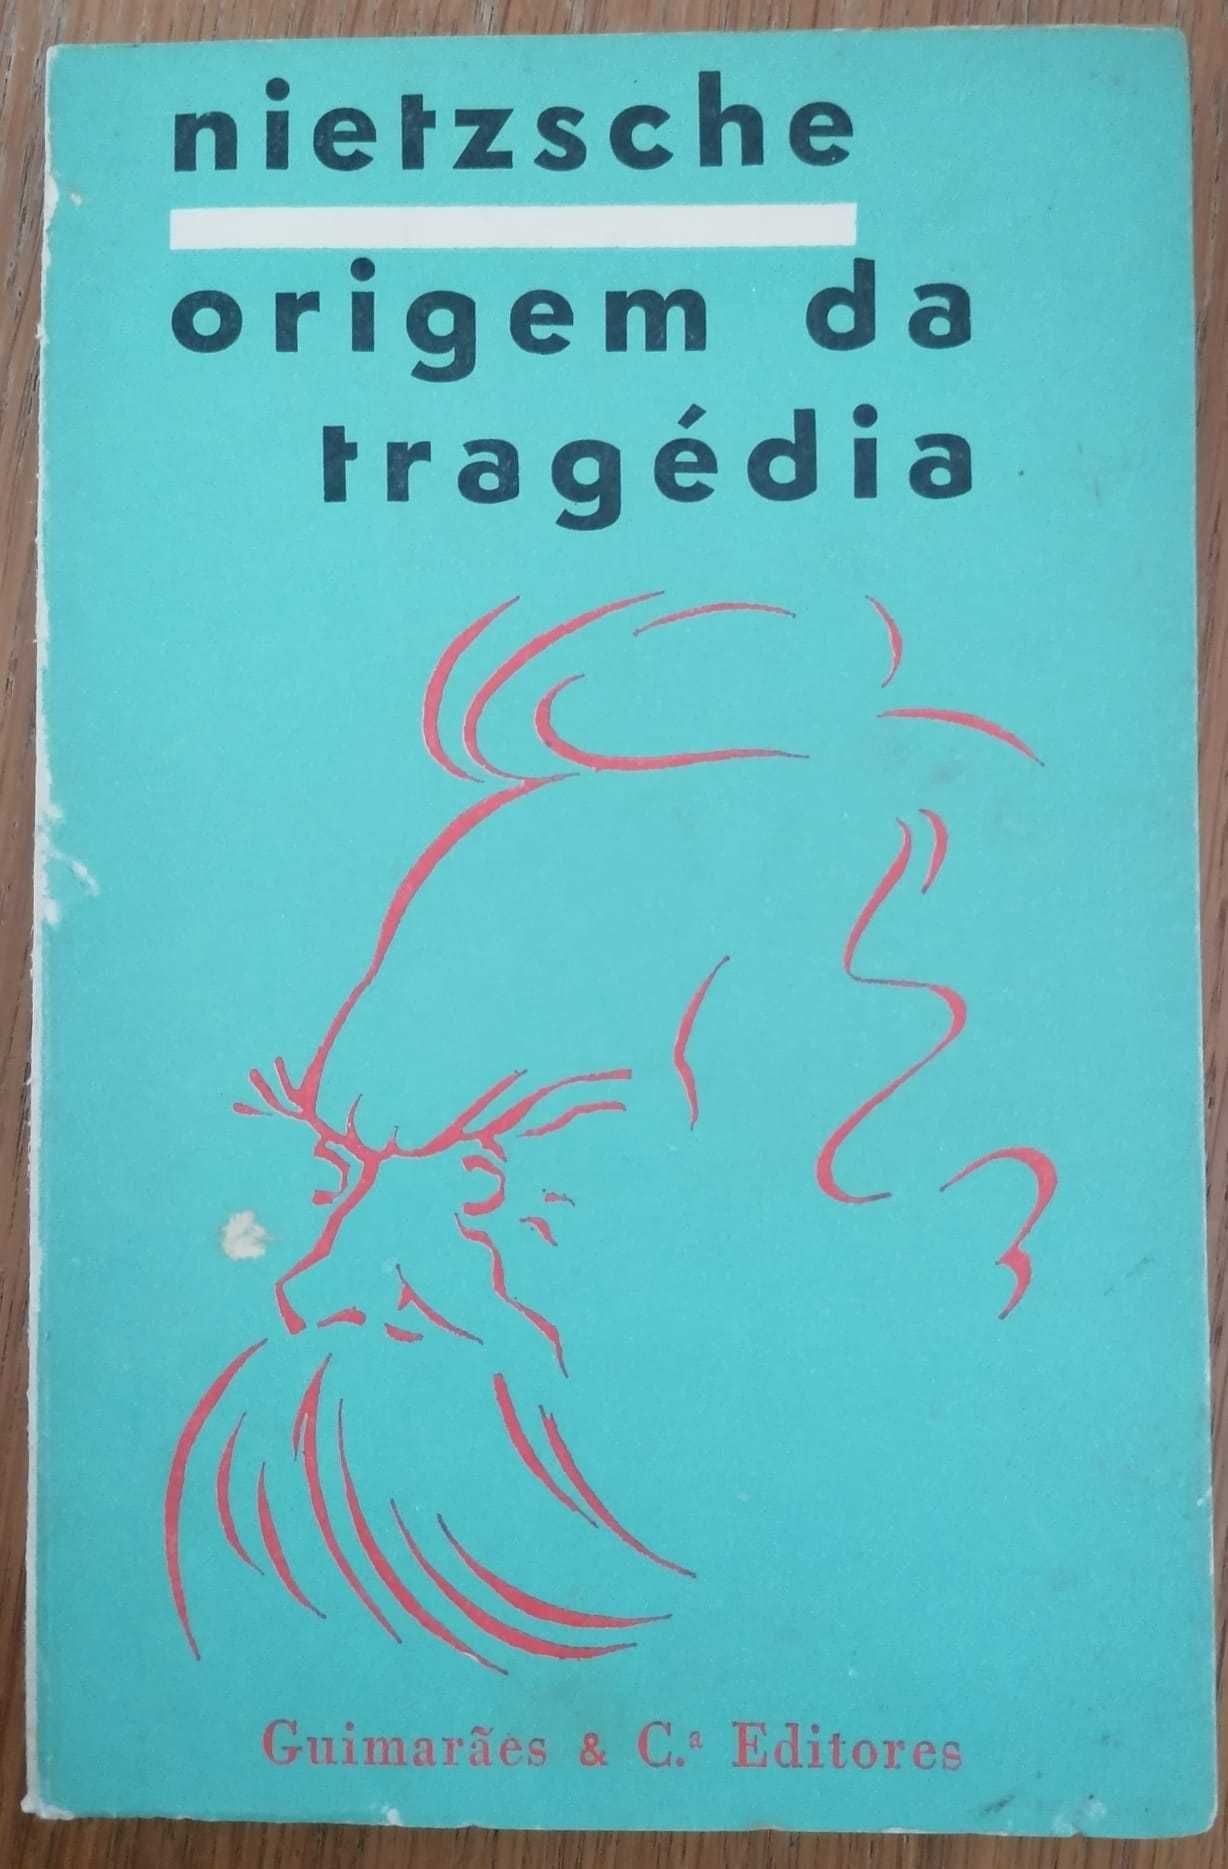 nietzsche
origem da
tragédia
Guimarães & C.ª Editores